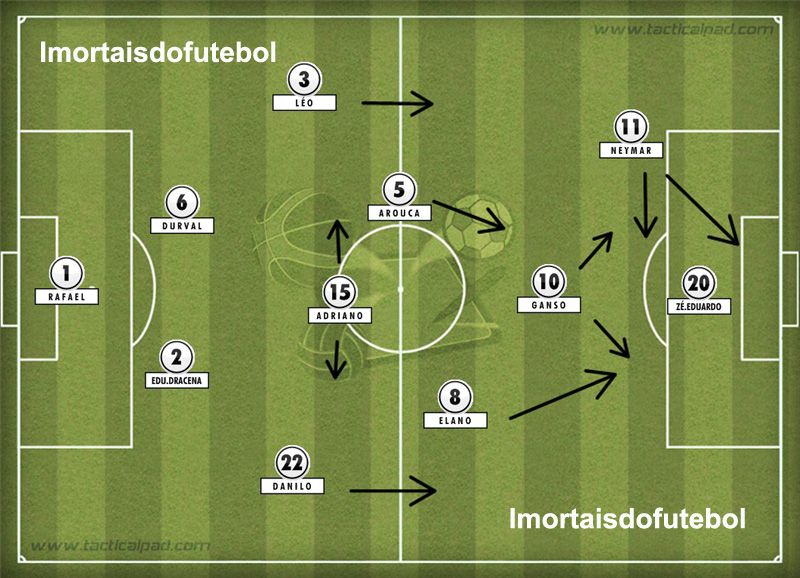 www.tacticalpad.com
Imortaisdofutebol
3
LÉO
11
NEYMAR
5
AROUCA
6
DURVAL
1
RAFAEL
10
GANSO
20
ZÉ.EDUARDO
15
ADRIANO
2
EDU.DRACENA
8
ELANO
22
DANILO
Imortaisdofutebol
www.tacticalpad.com